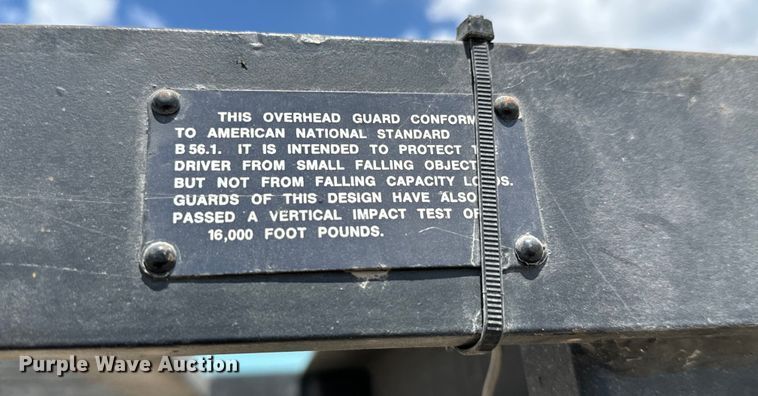 THIS OVERHEAD GUARD CONFORM
TO AMERICAN NATIONAL STANDARD
B 56.1. IT IS INTENDED TO PROTECT
DRIVER FROM SMALL FALLING OBJECT
BUT NOT FROM FALLING CAPACITY
GUARDS OF THIS DESIGN HAVE ALSO
PASSED A VERTICAL IMPACT TEST OF
16,000 FOOT POUNDS.
Purple Wave Auction